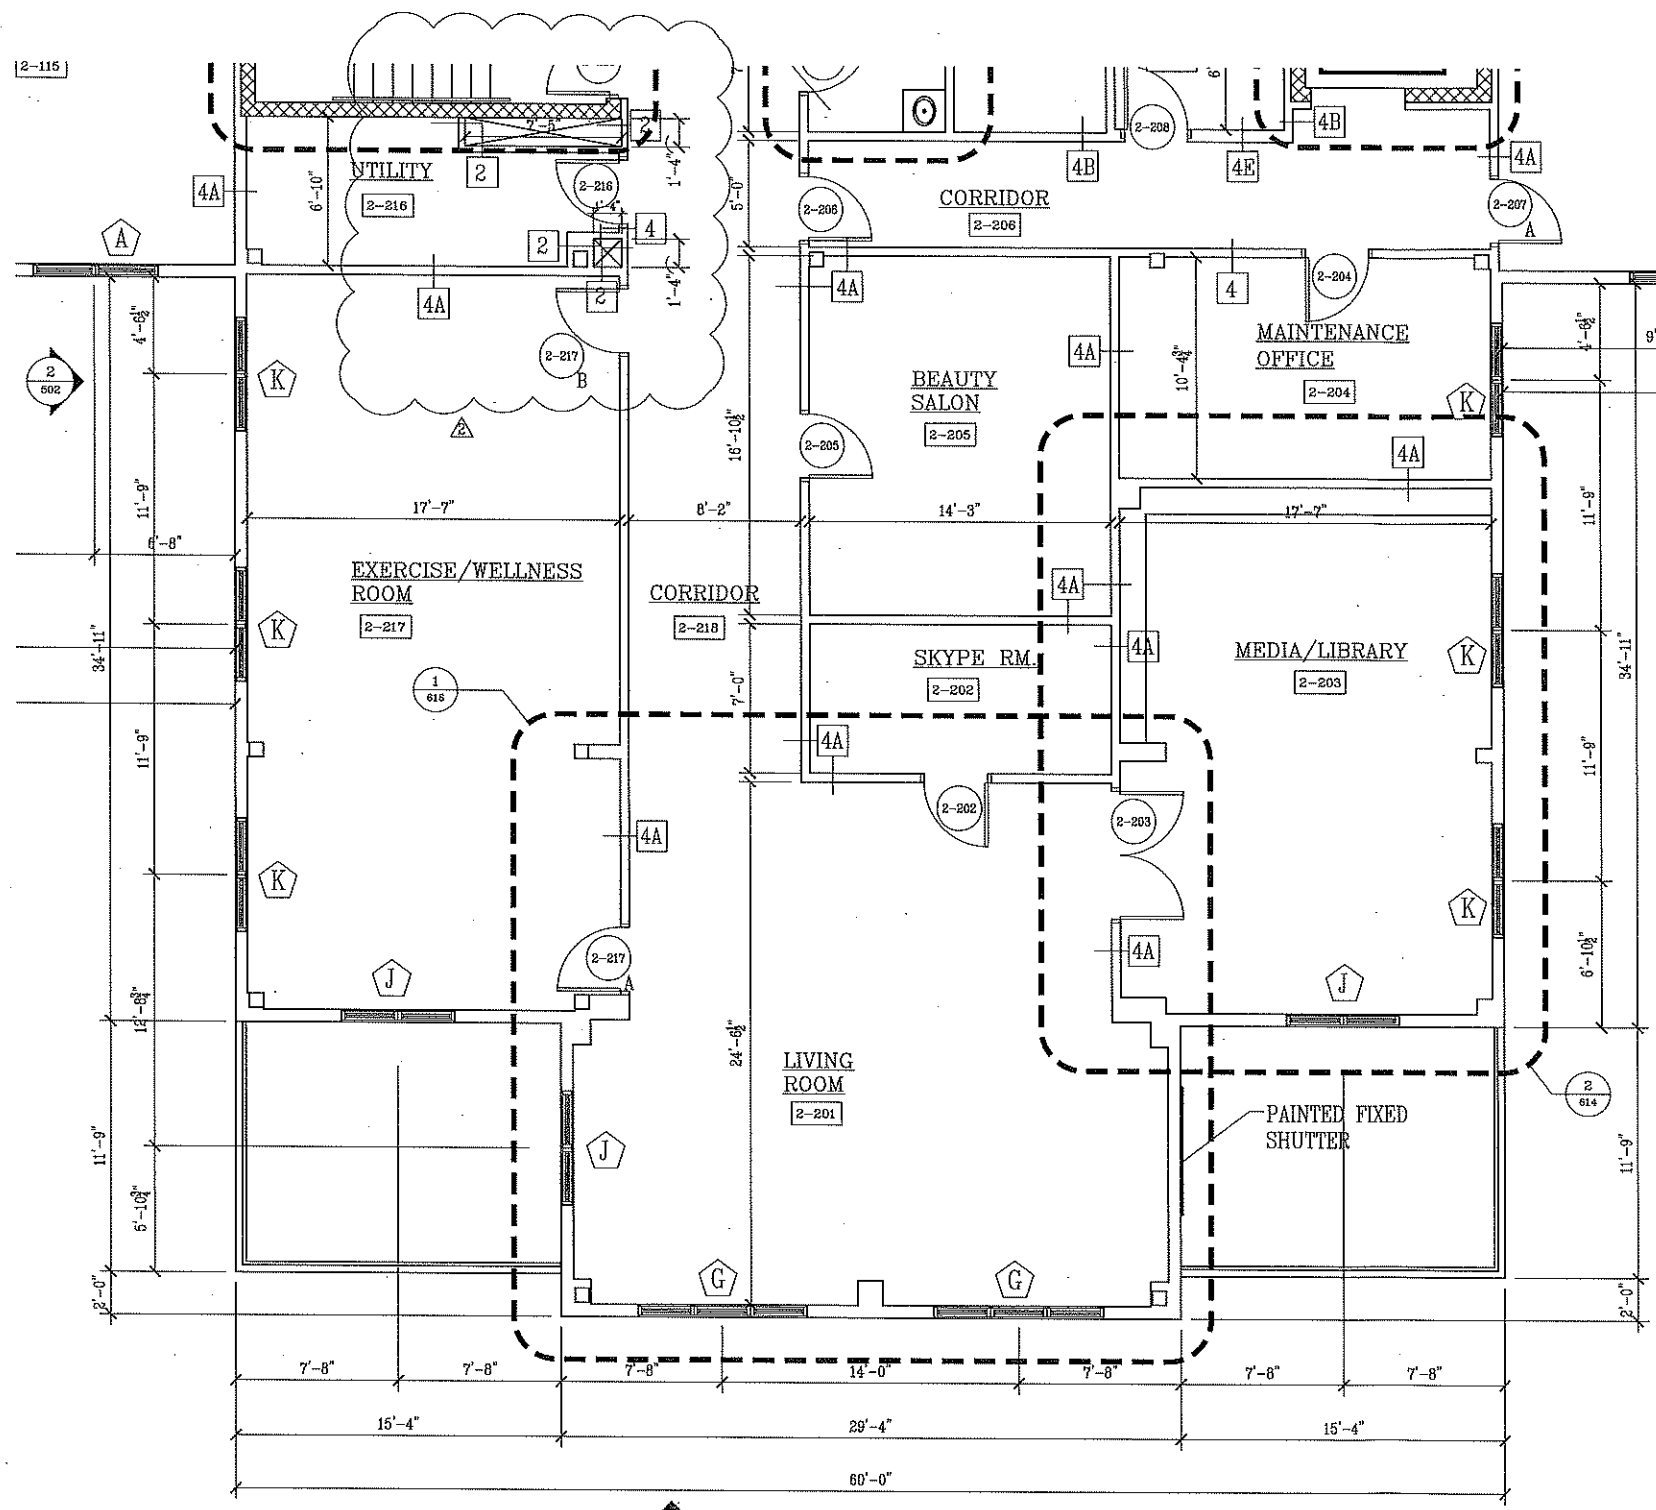 2-115
7'-5"
2
UTILITY
2-216
4A
6'-10"
2
2-216
1'-4"
4"
4
2
2
1'-4"
A
4A
4'-6½"
2
502
K
2-217
B
2
5'-0"
2-206
CORRIDOR
2-206
4B
2-208
6'
4E
4B
4A
2-207
A
4A
4
2-204
MAINTENANCE
OFFICE
2-204
4A
10'-4¾"
4'-6½"
9'
K
BEAUTY
SALON
2-205
2-205
16'-10½"
4A
11'-9"
11'-9"
17'-7"
8'-2"
14'-3"
17'-7"
6'-8"
EXERCISE/WELLNESS
ROOM
2-217
CORRIDOR
2-218
4A
K
34'-11"
SKYPE RM.
2-202
4A
MEDIA/LIBRARY
2-203
K
34'-11"
1
615
7'-0"
4A
11'-9"
11'-9"
2-202
2-203
4A
K
K
4A
2-217
A
J
J
6'-10½"
12'-8¾"
24'-6½"
LIVING
ROOM
2-201
2
614
PAINTED FIXED
SHUTTER
J
11'-9"
11'-9"
5'-10¾"
G
G
2'-0"
2'-0"
7'-8"
7'-8"
7'-8"
14'-0"
7'-8"
7'-8"
7'-8"
15'-4"
29'-4"
15'-4"
60'-0"